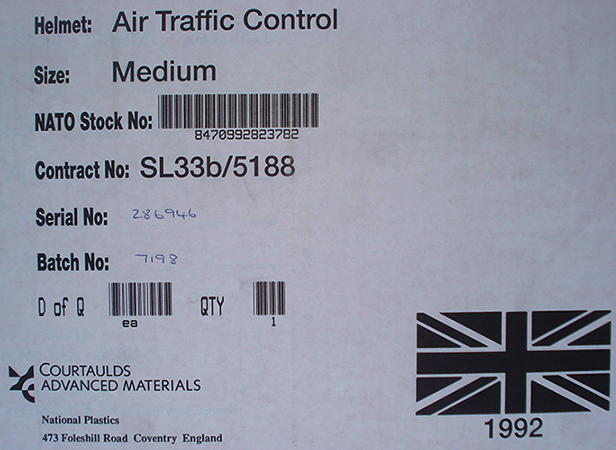 Helmet: Air Traffic Control
Size: Medium
NATO Stock No:
8470992823782
Contract No: SL33b/5188
Serial No: 286946
Batch No: 7198
D of Q ea QTY 1
COURTAULDS
ADVANCED MATERIALS
National Plastics
473 Foleshill Road Coventry England
1992